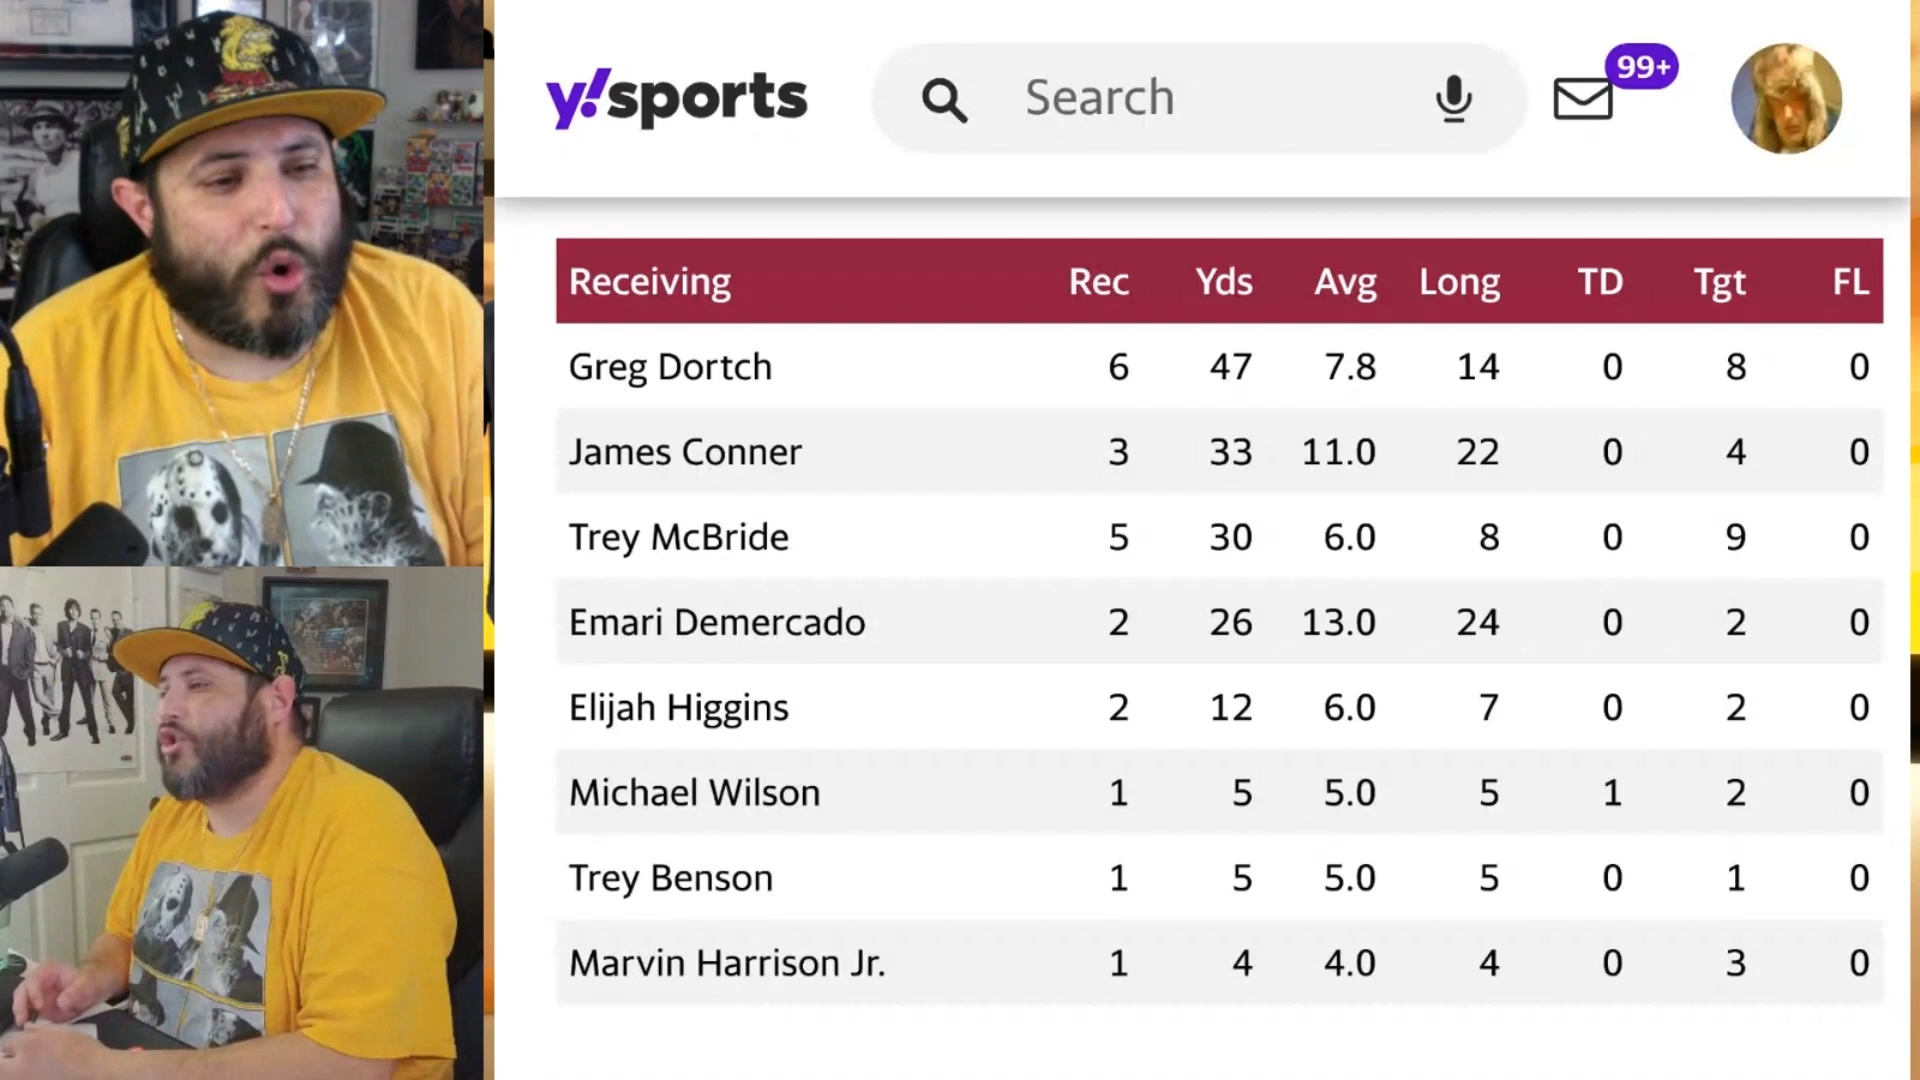 y!sports
Search
99+
Receiving Rec Yds Avg Long TD Tgt FL
Greg Dortch 6 47 7.8 14 0 8 0
James Conner 3 33 11.0 22 0 4 0
Trey McBride 5 30 6.0 8 0 9 0
Emari Demercado 2 26 13.0 24 0 2 0
Elijah Higgins 2 12 6.0 7 0 2 0
Michael Wilson 1 5 5.0 5 1 2 0
Trey Benson 1 5 5.0 5 0 1 0
Marvin Harrison Jr. 1 4 4.0 4 0 3 0